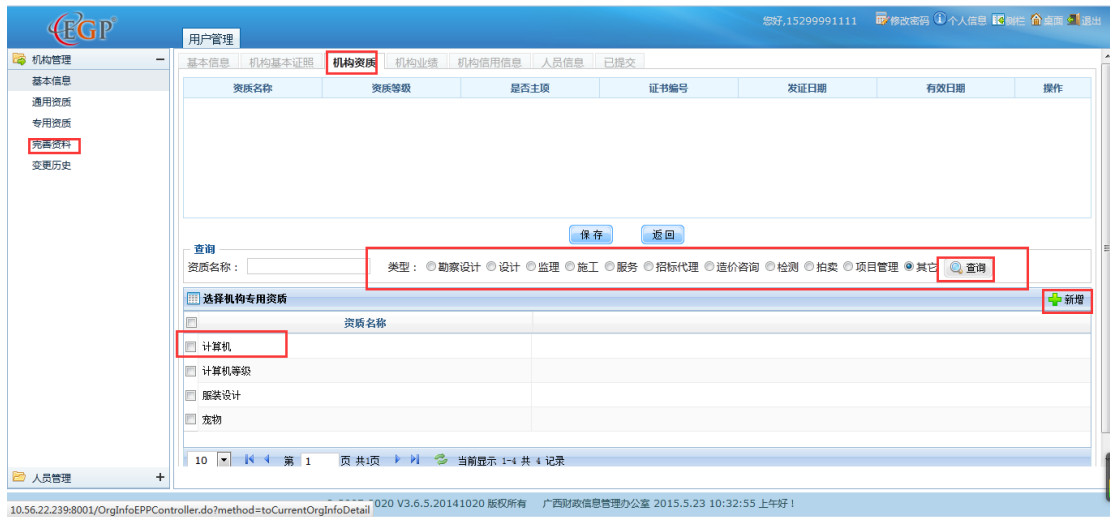 EGP
您好,15299991111 修改密码 个人信息 侧栏 桌面 退出
用户管理
机构管理
基本信息
通用资质
专用资质
完善资料
变更历史
人员管理
基本信息 机构基本证照 机构资质 机构业绩 机构信用信息 人员信息 已提交
资质名称 资质等级 是否主项 证书编号 发证日期 有效日期 操作
保存 返回
查询
资质名称： 类型： 勘察设计 设计 监理 施工 服务 招标代理 造价咨询 检测 拍卖 项目管理 其它 查询
选择机构专用资质 新增
资质名称
计算机
计算机等级
服装设计
宠物
10 第 1 页 共1页 当前显示 1-4 共 4 记录
2020 V3.6.5.20141020 版权所有 广西财政信息管理办公室 2015.5.23 10:32:55 上午好！
10.56.22.239:8001/OrgInfoEPPController.do?method=toCurrentOrgInfoDetail